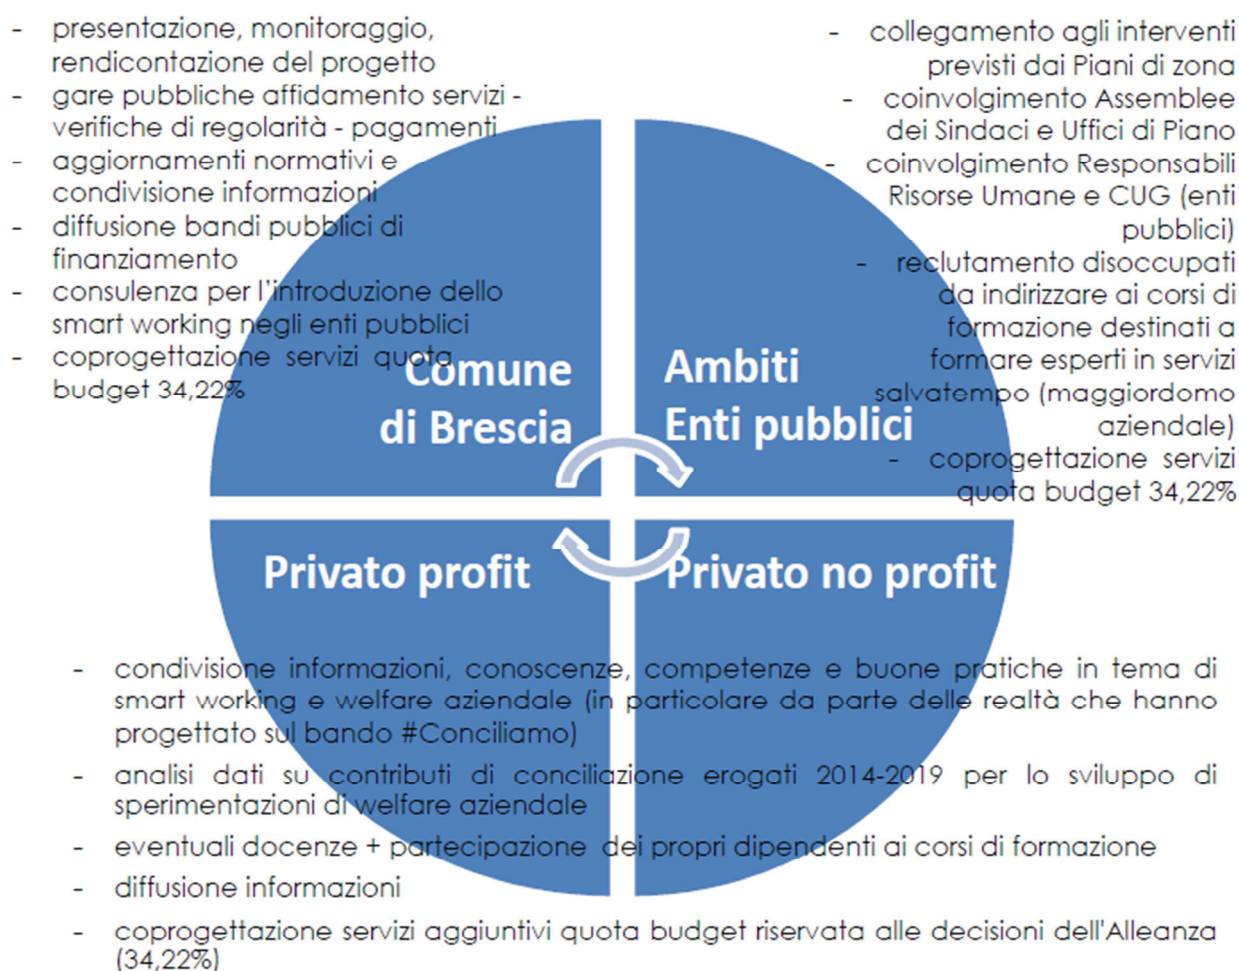 - presentazione, monitoraggio,
rendicontazione del progetto
- gare pubbliche affidamento servizi -
verifiche di regolarità - pagamenti
- aggiornamenti normativi e
condivisione informazioni
- diffusione bandi pubblici di
finanziamento
- consulenza per l'introduzione dello
smart working negli enti pubblici
- coprogettazione servizi quota
budget 34,22%
- collegamento agli interventi
previsti dai Piani di zona
- coinvolgimento Assemblee
dei Sindaci e Uffici di Piano
- coinvolgimento Responsabili
Risorse Umane e CUG (enti
pubblici)
- reclutamento disoccupati
da indirizzare ai corsi di
formazione destinati a
formare esperti in servizi
salvatempo (maggiordomo
aziendale)
- coprogettazione servizi
quota budget 34,22%
Comune
di Brescia
Ambiti
Enti pubblici
Privato profit
Privato no profit
- condivisione informazioni, conoscenze, competenze e buone pratiche in tema di
smart working e welfare aziendale (in particolare da parte delle realtà che hanno
progettato sul bando #Conciliamo)
- analisi dati su contributi di conciliazione erogati 2014-2019 per lo sviluppo di
sperimentazioni di welfare aziendale
- eventuali docenze + partecipazione dei propri dipendenti ai corsi di formazione
- diffusione informazioni
- coprogettazione servizi aggiuntivi quota budget riservata alle decisioni dell'Alleanza
(34,22%)